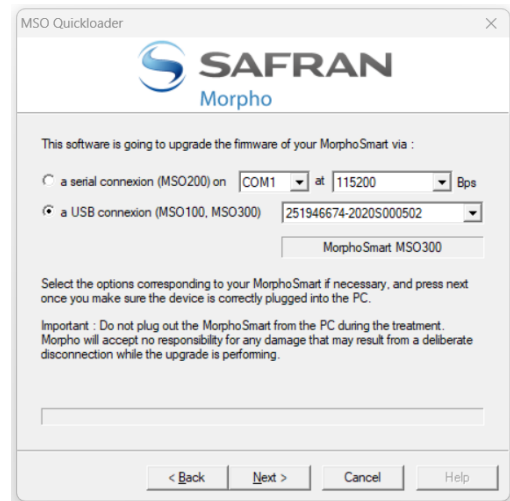 MSO Quickloader
SAFRAN
Morpho
This software is going to upgrade the firmware of your MorphoSmart via :
a serial connexion (MSO200) on COM1 at 115200 Bps
a USB connexion (MSO100, MSO300) 251946674-2020S000502
MorphoSmart MSO300
Select the options corresponding to your MorphoSmart if necessary, and press next
once you make sure the device is correctly plugged into the PC.
Important : Do not plug out the MorphoSmart from the PC during the treatment.
Morpho will accept no responsibility for any damage that may result from a deliberate
disconnection while the upgrade is performing.
< Back Next > Cancel Help